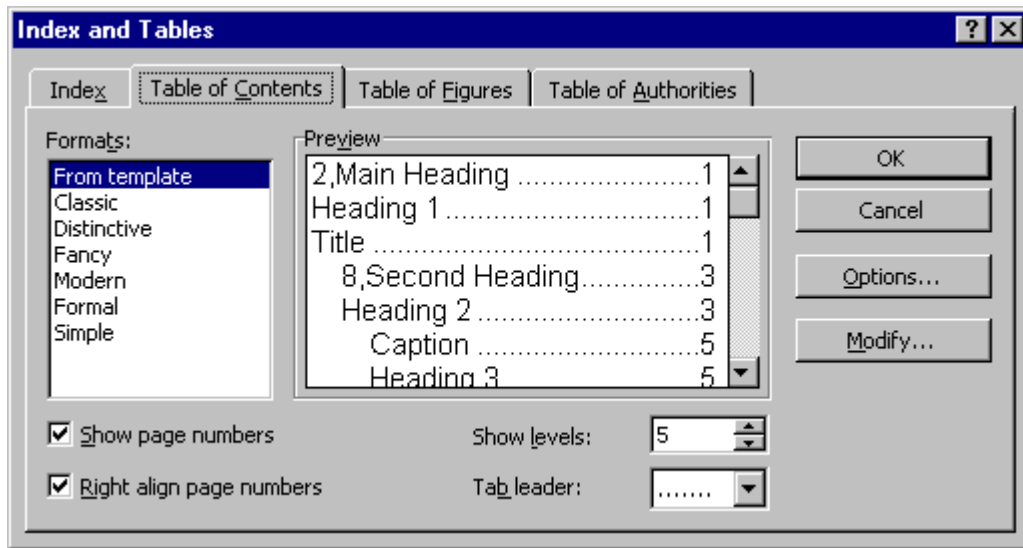 Index and Tables
Index
Table of Contents
Table of Figures
Table of Authorities
Formats:
From template
Classic
Distinctive
Fancy
Modern
Formal
Simple
Preview
2,Main Heading ........................1
Heading 1 .................................1
Title ..........................................1
8,Second Heading................3
Heading 2 .............................3
Caption .............................5
Heading 3 ..........................5
OK
Cancel
Options...
Modify...
Show page numbers
Right align page numbers
Show levels: 5
Tab leader: .......